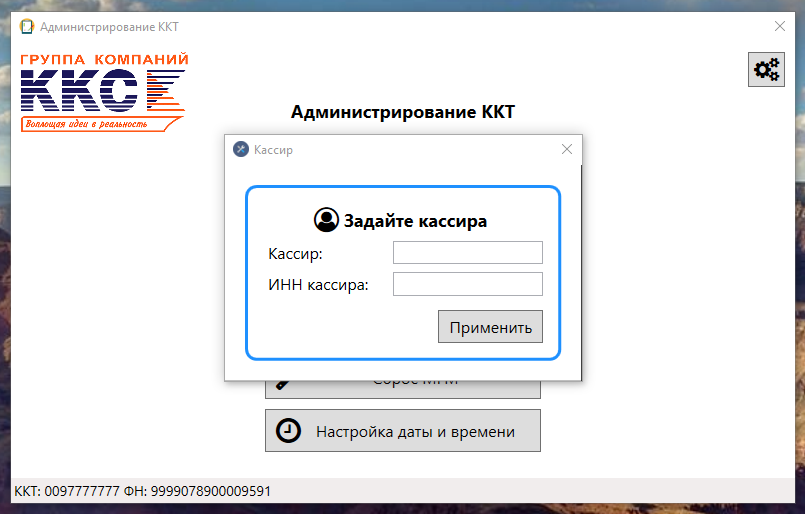 Администрирование ККТ
ГРУППА КОМПАНИЙ
ККС
Воплощая идеи в реальность
Администрирование ККТ
Кассир
Задайте кассира
Кассир:
ИНН кассира:
Применить
Сброс МГМ
Настройка даты и времени
ККТ: 0097777777 ФН: 9999078900009591